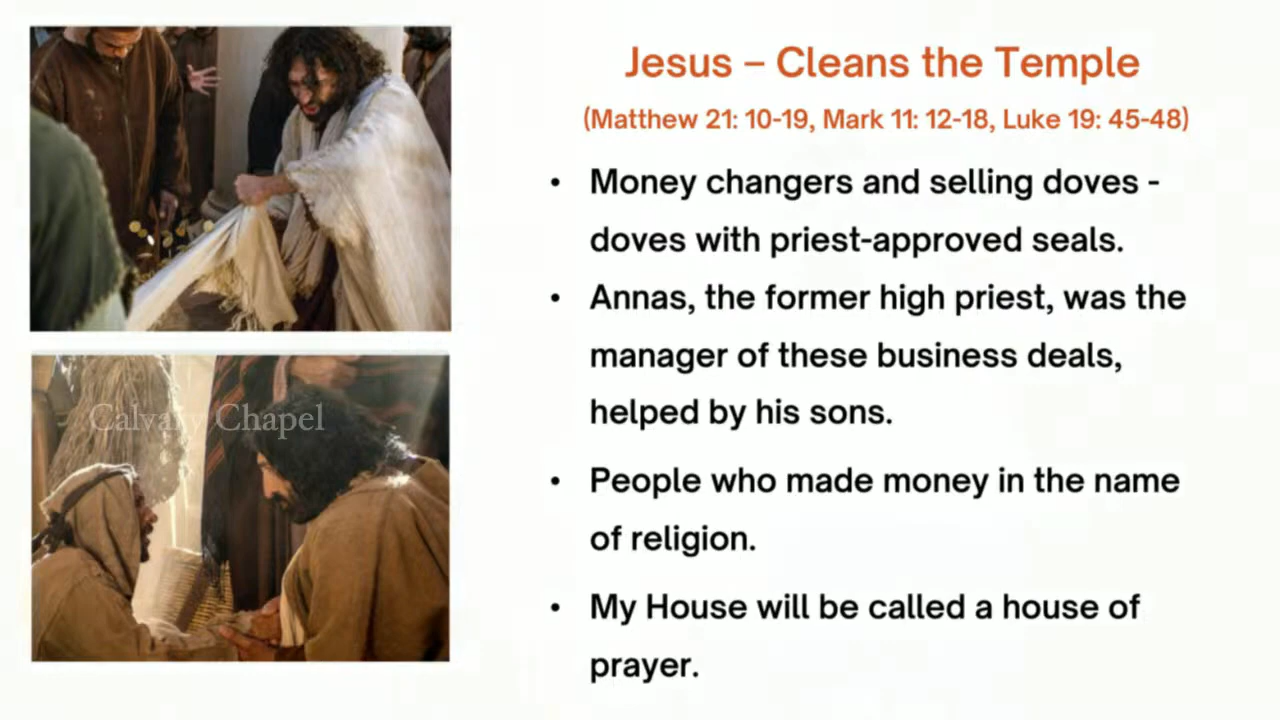 Jesus – Cleans the Temple
(Matthew 21: 10-19, Mark 11: 12-18, Luke 19: 45-48)
• Money changers and selling doves -
doves with priest-approved seals.
• Annas, the former high priest, was the
manager of these business deals,
helped by his sons.
• People who made money in the name
of religion.
• My House will be called a house of
prayer.
Calvary Chapel